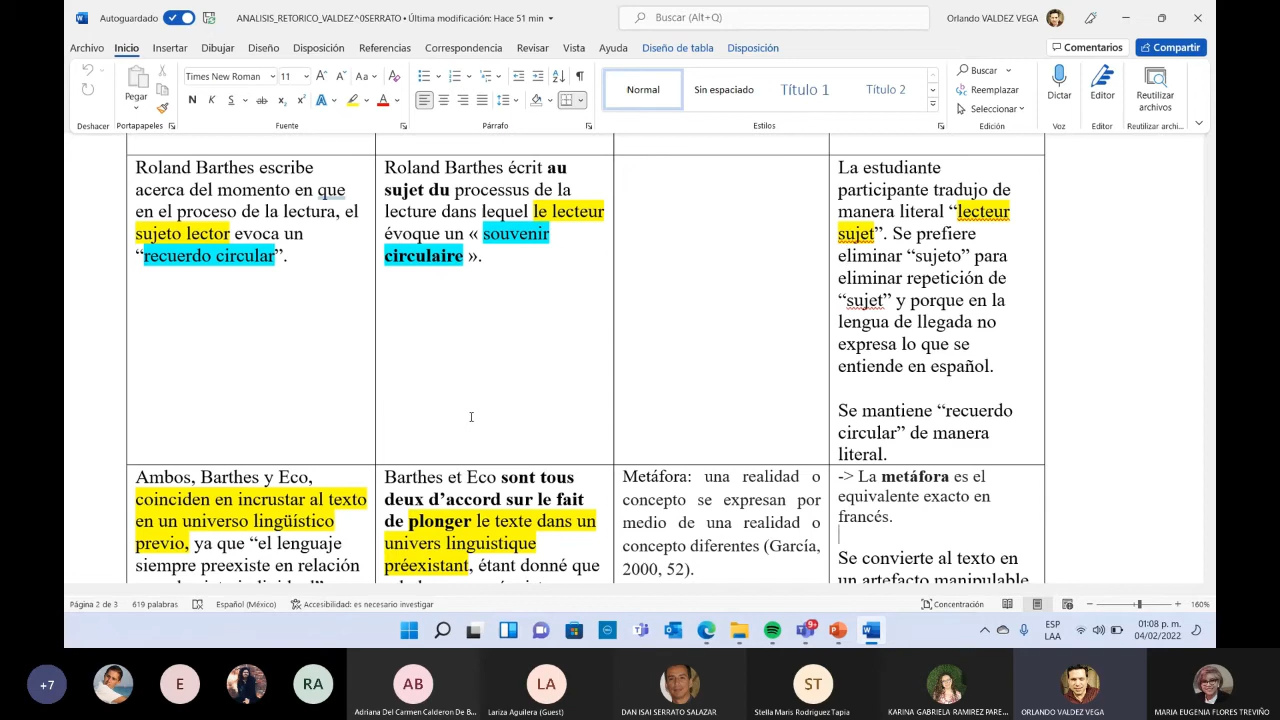 Autoguardado
ANALISIS_RETORICO_VALDEZ^0SERRATO • Última modificación: Hace 51 min
Buscar (Alt+Q)
Orlando VALDEZ VEGA
Archivo Inicio Insertar Dibujar Diseño Disposición Referencias Correspondencia Revisar Vista Ayuda Diseño de tabla Disposición
Comentarios
Compartir
Times New Roman 11
Pegar
N K S ab
Normal
Sin espaciado
Título 1
Título 2
Buscar
Reemplazar
Seleccionar
Dictar
Editor
Reutilizar
archivos
Deshacer Portapapeles Fuente Párrafo Estilos Edición Voz Editor Reutilizar archi...
Roland Barthes escribe
acerca del momento en que
en el proceso de la lectura, el
sujeto lector evoca un
“recuerdo circular”.
Roland Barthes écrit au
sujet du processus de la
lecture dans lequel le lecteur
évoque un « souvenir
circulaire ».
La estudiante
participante tradujo de
manera literal “lecteur
sujet”. Se prefiere
eliminar “sujeto” para
eliminar repetición de
“sujet” y porque en la
lengua de llegada no
expresa lo que se
entiende en español.
Se mantiene “recuerdo
circular” de manera
literal.
Ambos, Barthes y Eco,
coinciden en incrustar al texto
en un universo lingüístico
previo, ya que “el lenguaje
siempre preexiste en relación
Barthes et Eco sont tous
deux d’accord sur le fait
de plonger le texte dans un
univers linguistique
préexistant, étant donné que
Metáfora: una realidad o
concepto se expresan por
medio de una realidad o
concepto diferentes (García,
2000, 52).
-> La metáfora es el
equivalente exacto en
francés.
Se convierte al texto en
un artefacto manipulable
Página 2 de 3 619 palabras Español (México) Accesibilidad: es necesario investigar
Concentración
160%
ESP
LAA
01:08 p. m.
04/02/2022
9+
+7
E
RA
AB
Adriana Del Carmen Calderon De B...
LA
Lariza Aguilera (Guest)
DAN ISAI SERRATO SALAZAR
ST
Stella Maris Rodriguez Tapia
KARINA GABRIELA RAMIREZ PARE...
ORLANDO VALDEZ VEGA
MARIA EUGENIA FLORES TREVIÑO